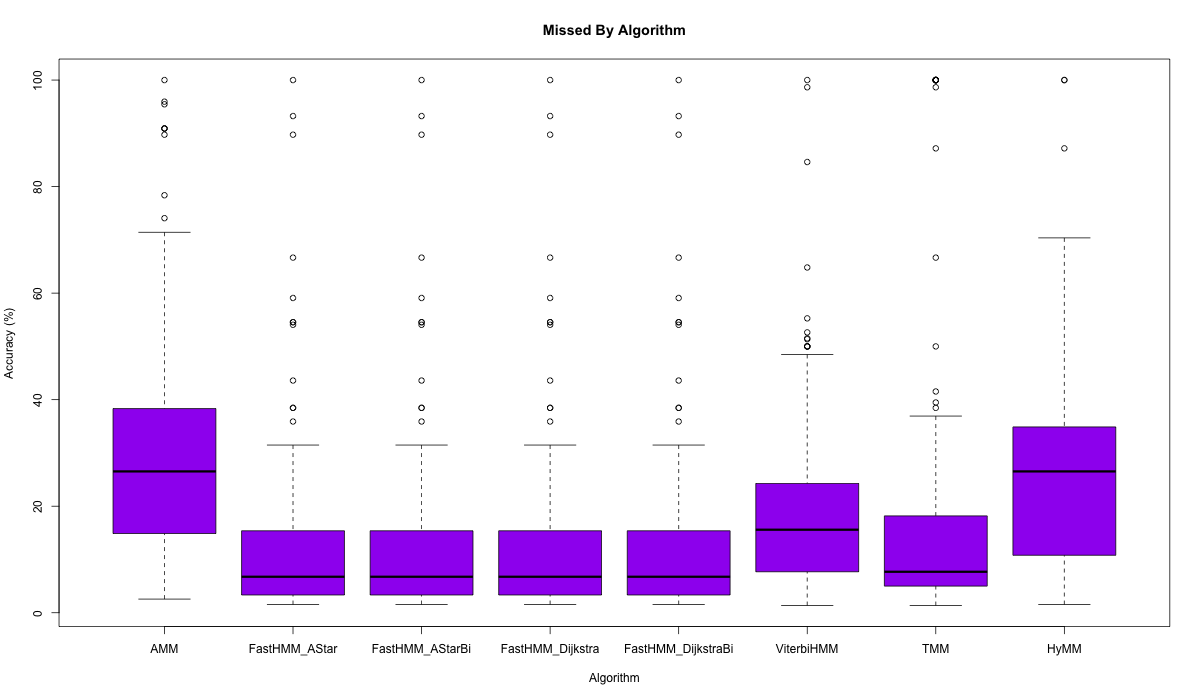 Missed By Algorithm
Accuracy (%)
100
80
60
40
20
0
AMM FastHMM_AStar FastHMM_AStarBi FastHMM_Dijkstra FastHMM_DijkstraBi ViterbiHMM TMM HyMM
Algorithm